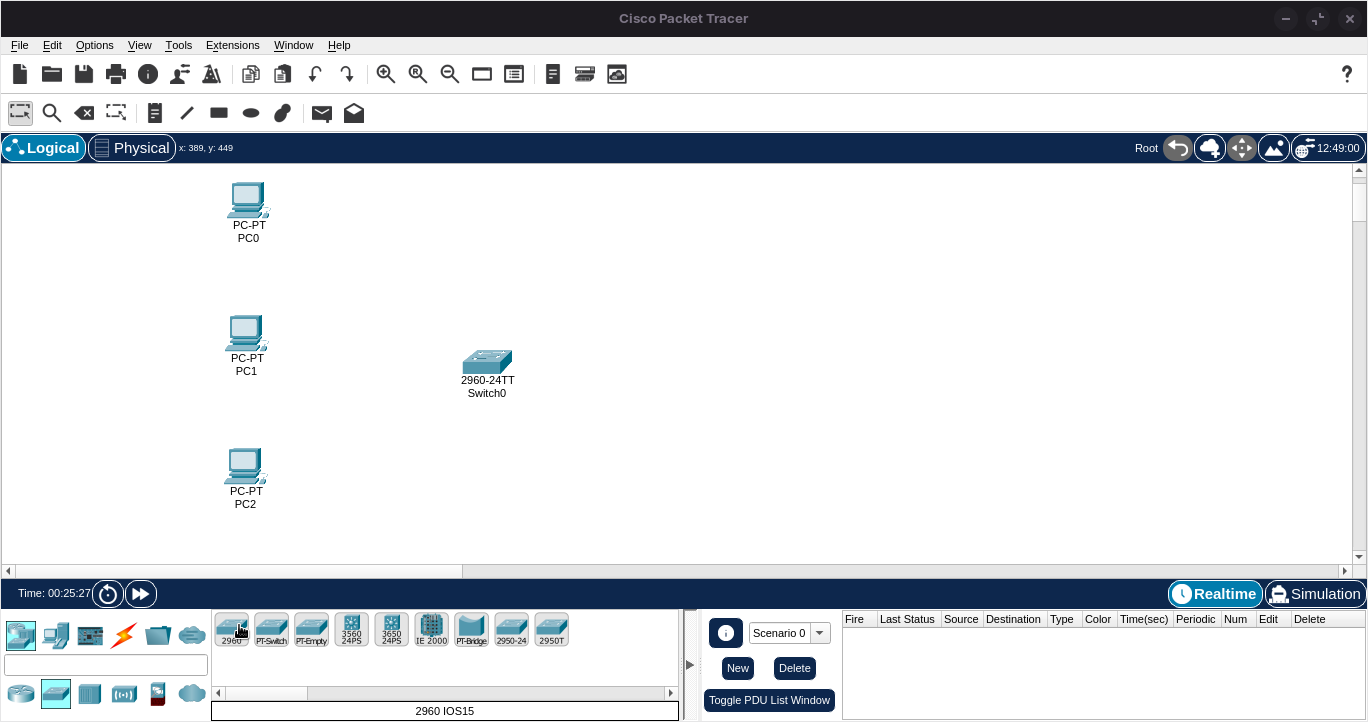 Cisco Packet Tracer
File Edit Options View Tools Extensions Window Help
?
Logical Physical x: 389, y: 449 Root 12:49:00
PC-PT
PC0
PC-PT
PC1
2960-24TT
Switch0
PC-PT
PC2
Time: 00:25:27 Realtime Simulation
2960 PT-Switch PT-Empty 3560 24PS 3650 24PS IE 2000 PT-Bridge 2950-24 2950T
2960 IOS15
Scenario 0
New Delete
Toggle PDU List Window
Fire Last Status Source Destination Type Color Time(sec) Periodic Num Edit Delete